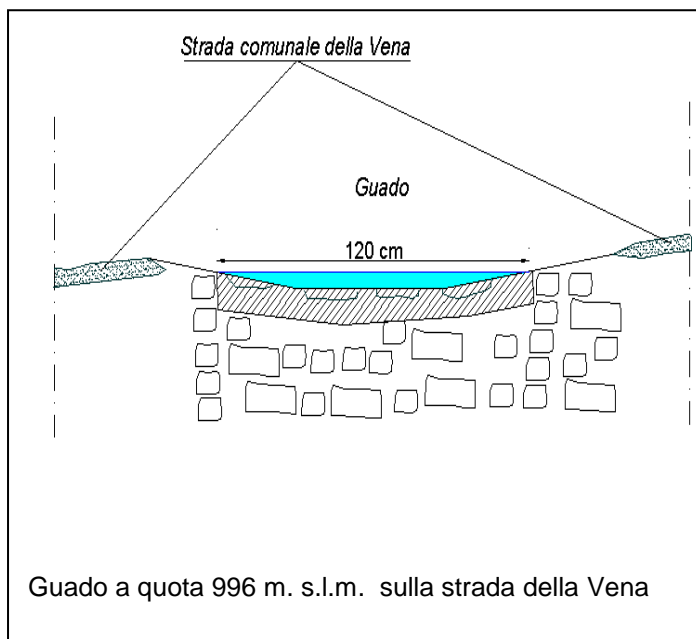 Strada comunale della Vena
Guado
120 cm
Guado a quota 996 m. s.l.m. sulla strada della Vena